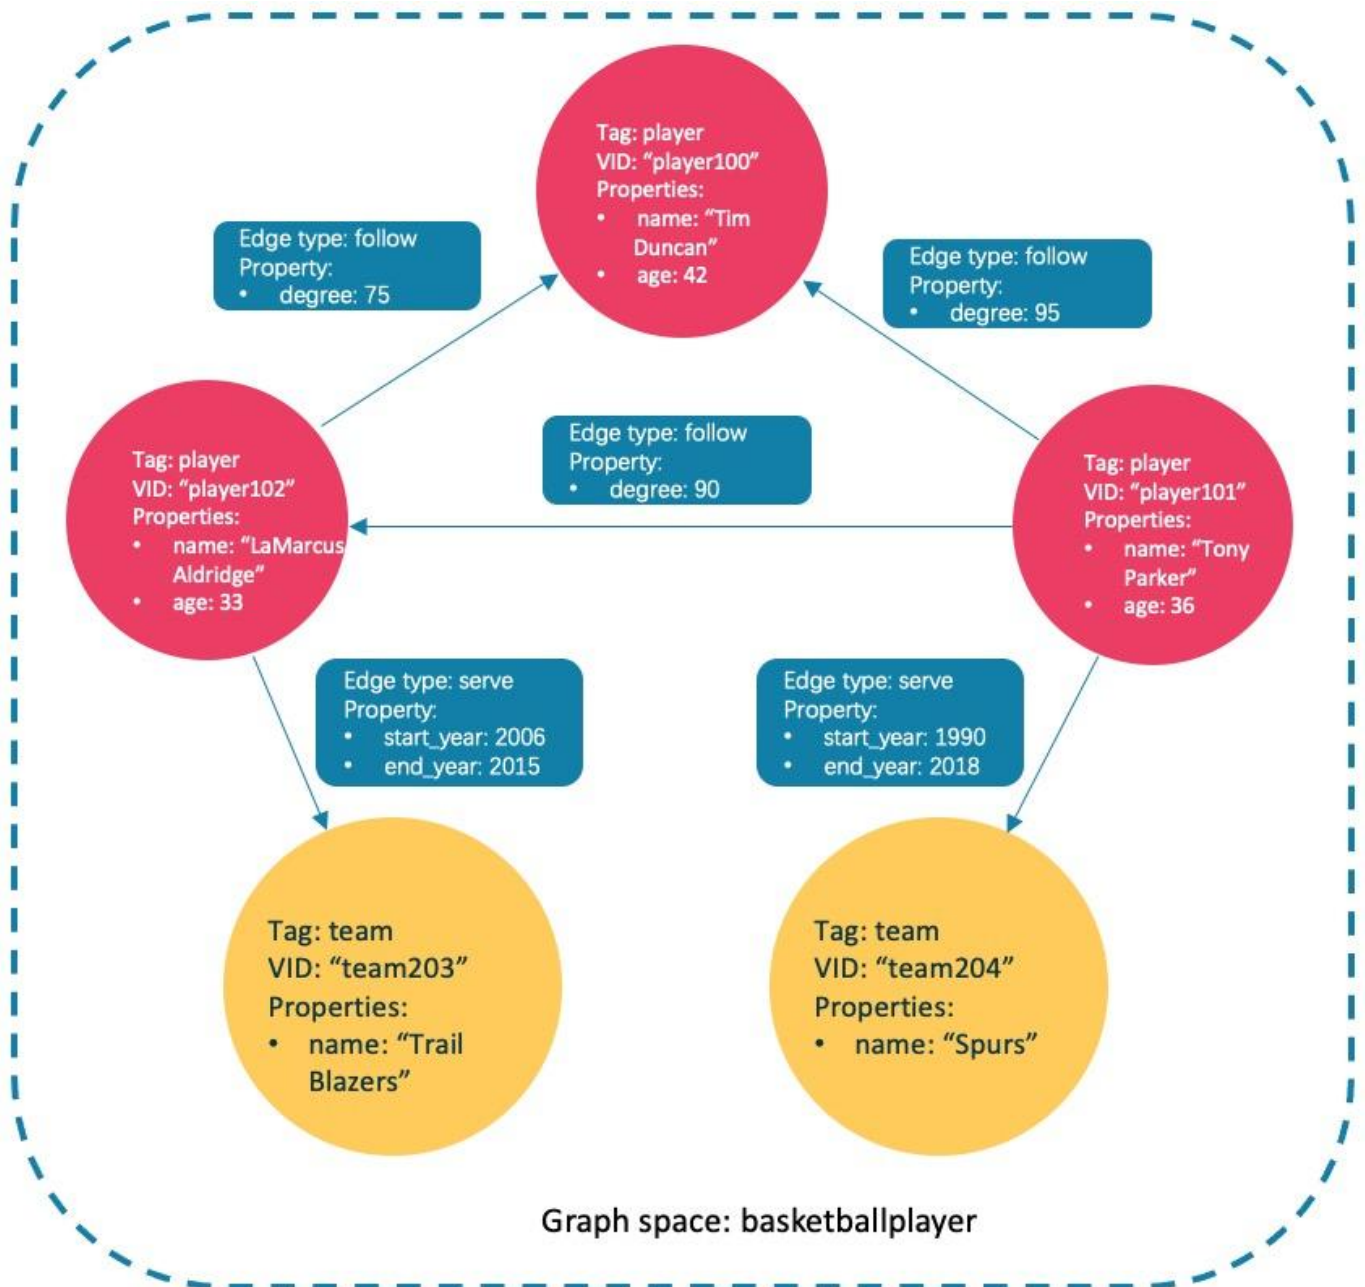 Tag: player
VID: “player100”
Properties:
• name: “Tim
Duncan”
• age: 42
Edge type: follow
Property:
• degree: 75
Edge type: follow
Property:
• degree: 95
Edge type: follow
Property:
• degree: 90
Tag: player
VID: “player102”
Properties:
• name: “LaMarcus
Aldridge”
• age: 33
Tag: player
VID: “player101”
Properties:
• name: “Tony
Parker”
• age: 36
Edge type: serve
Property:
• start_year: 2006
• end_year: 2015
Edge type: serve
Property:
• start_year: 1990
• end_year: 2018
Tag: team
VID: “team203”
Properties:
• name: “Trail
Blazers”
Tag: team
VID: “team204”
Properties:
• name: “Spurs”
Graph space: basketballplayer